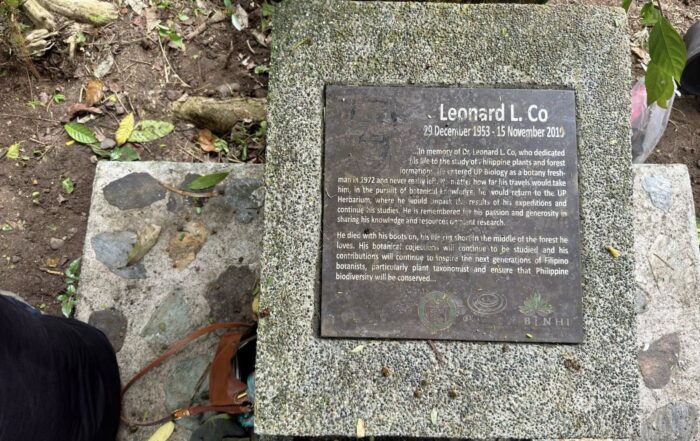 Leonard L. Co
29 December 1953 - 15 November 2010
In memory of Dr. Leonard L. Co, who dedicated
his life to the study of Philippine plants and forest
formations. He entered UP Biology as a botany fresh-
man in 1972 and never left. No matter how far his travels would take
him, in the pursuit of botanical knowledge, he would return to the UP
Herbarium, where he would impart the results of his expeditions and
continue his studies. He is remembered for his passion and generosity in
sharing his knowledge and resources on plant research.
He died with his boots on, his life cut short in the middle of the forest he
loves. His botanical collections will continue to be studied and his
contributions will continue to inspire the next generations of Filipino
botanists, particularly plant taxonomist and ensure that Philippine
biodiversity will be conserved...
BINHI